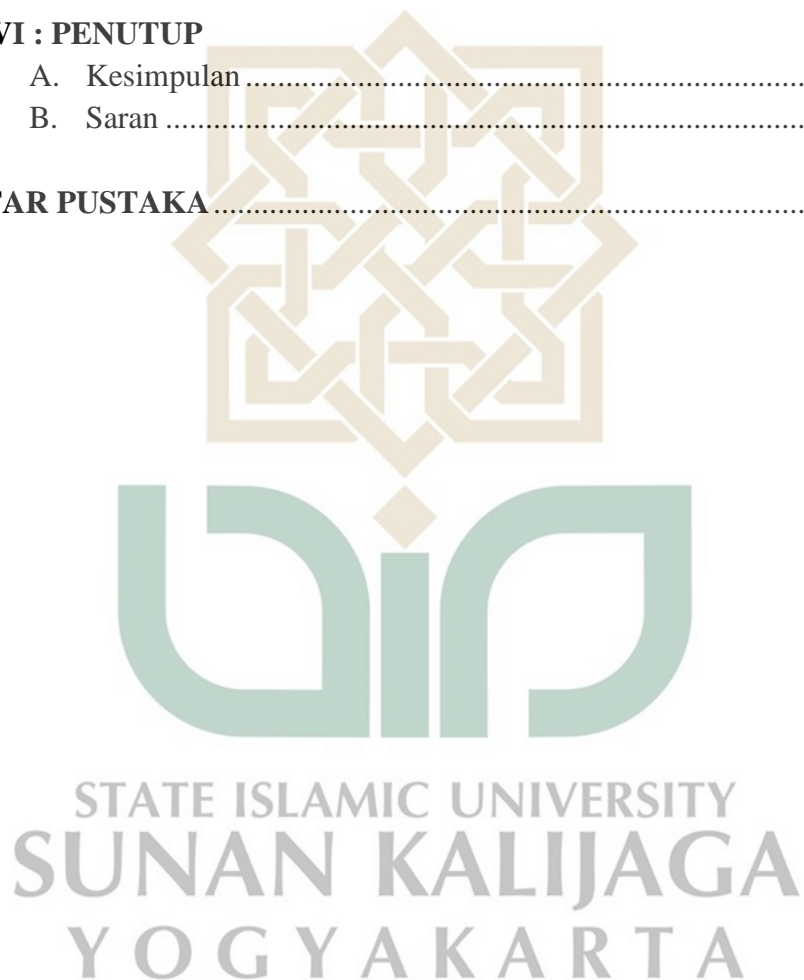 VI : PENUTUP
A. Kesimpulan ........................................................................
B. Saran ..................................................................................
TAR PUSTAKA ...........................................................................
STATE ISLAMIC UNIVERSITY
SUNAN KALIJAGA
YOGYAKARTA